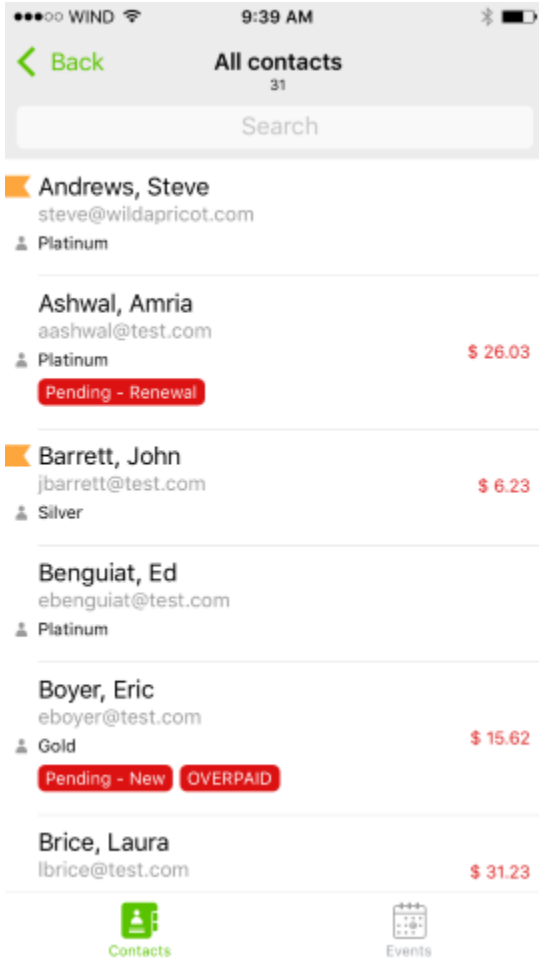 WIND 9:39 AM
Back All contacts
31
Search
Andrews, Steve
steve@wildapricot.com
Platinum
Ashwal, Amria
aashwal@test.com
$ 26.03
Platinum
Pending - Renewal
Barrett, John
jbarrett@test.com
$ 6.23
Silver
Benguiat, Ed
ebenguiat@test.com
Platinum
Boyer, Eric
eboyer@test.com
$ 15.62
Gold
Pending - New OVERPAID
Brice, Laura
lbrice@test.com
$ 31.23
Contacts Events